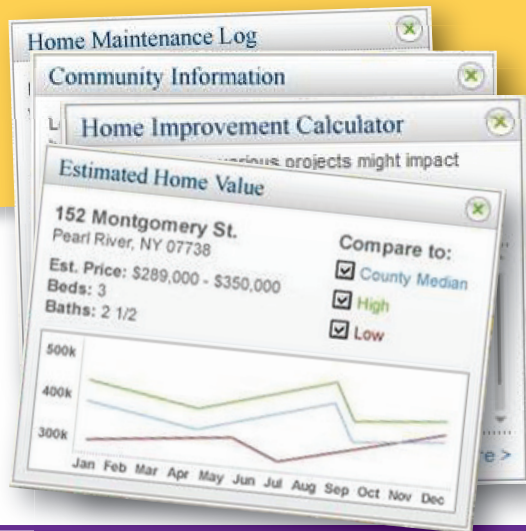 Home Maintenance Log
Community Information
Home Improvement Calculator
various projects might impact
Estimated Home Value
152 Montgomery St.
Pearl River, NY 07738
Est. Price: $289,000 - $350,000
Beds: 3
Baths: 2 1/2
Compare to:
County Median
High
Low
500k
400k
300k
Jan Feb Mar Apr May Jun Jul Aug Sep Oct Nov Dec
e >